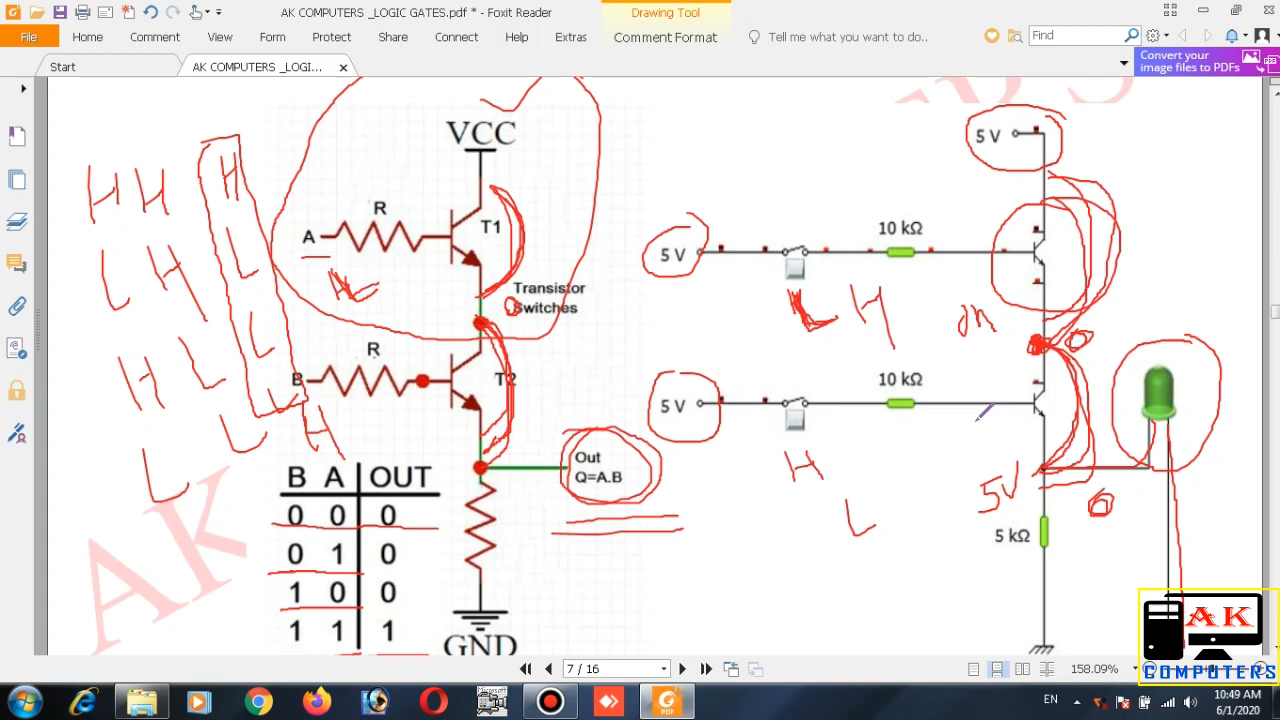 AK COMPUTERS _LOGIC GATES.pdf * - Foxit Reader
Drawing Tool
File Home Comment View Form Protect Share Connect Help Extras Comment Format Tell me what you want to do.. Find
Start AK COMPUTERS _LOGI...
Convert your
image files to PDFs
VCC
5 V
H H H
R
A
T1
L H L
5 V
10 kΩ
Transistor
Switches
L H
on
R
B
T2
H L L
5 V
10 kΩ
L L H
Out
Q=A.B
H
5V
L
B A OUT
0 0 0
0 1 0
1 0 0
1 1 1
5 kΩ
GND
AK
AK
COMPUTERS
7 / 16
158.09%
EN
10:49 AM
6/1/2020